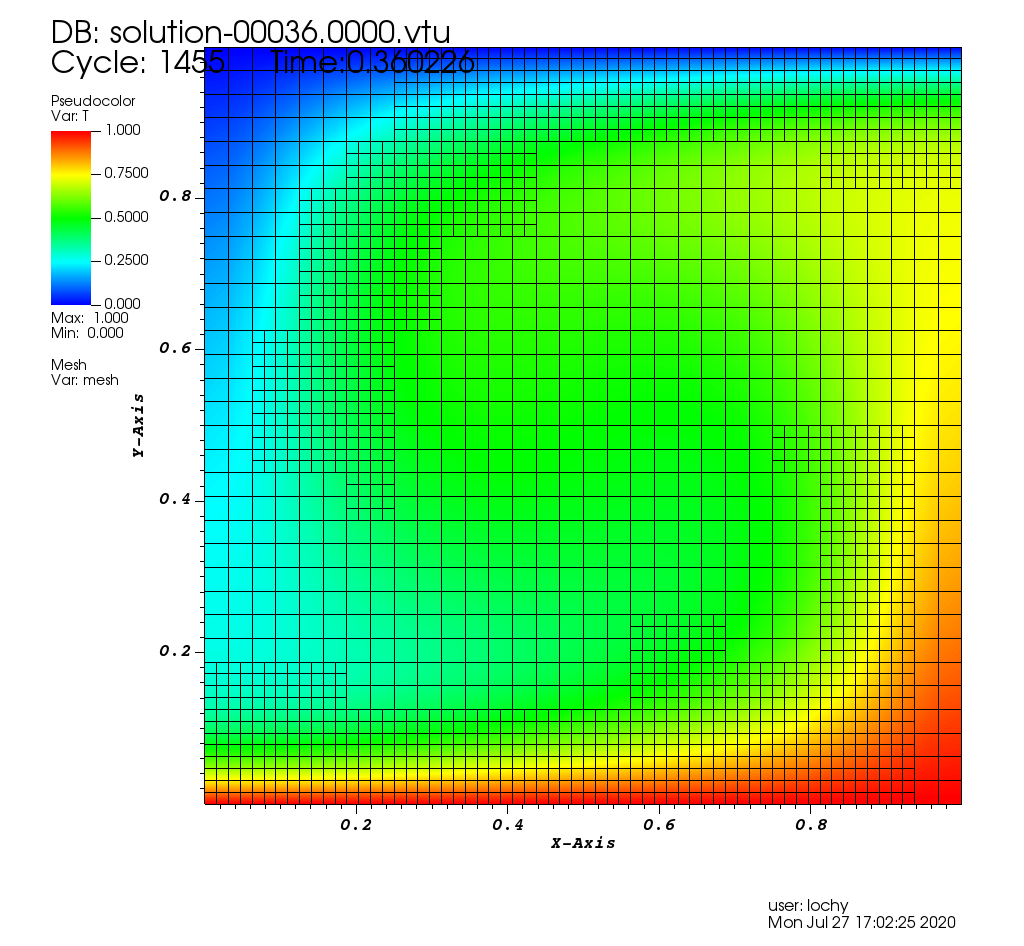 DB: solution-00036.0000.vtu
Cycle: 1455 Time:0.360226
Pseudocolor
Var: T
1.000
0.7500
0.5000
0.2500
0.000
Max: 1.000
Min: 0.000
Mesh
Var: mesh
0.8
0.6
0.4
0.2
Y-Axis
0.2
0.4
0.6
0.8
X-Axis
user: lochy
Mon Jul 27 17:02:25 2020